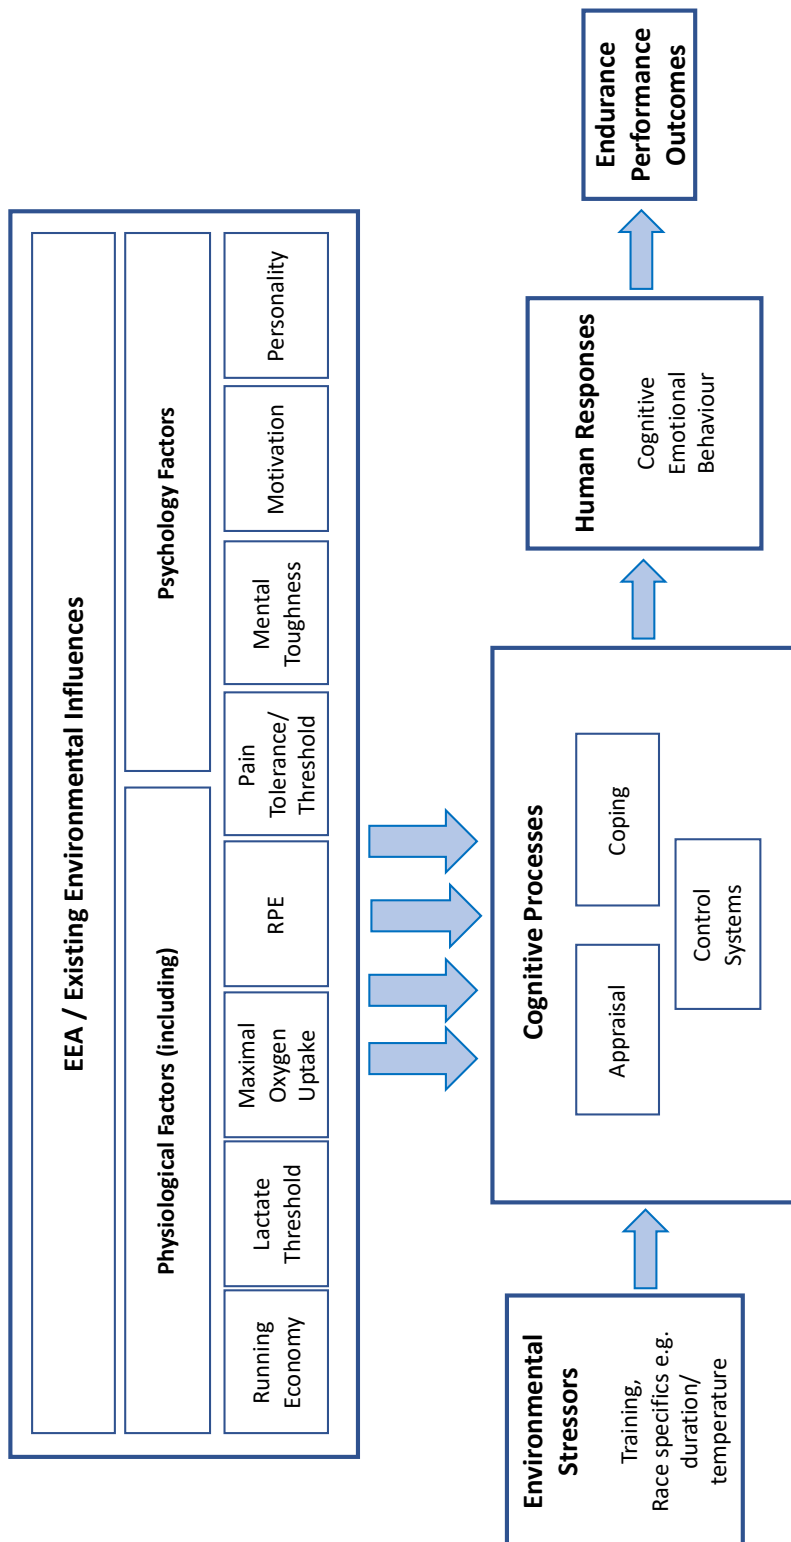 EEA / Existing Environmental Influences
Physiological Factors (including)
Psychology Factors
Running
Economy
Lactate
Threshold
Maximal
Oxygen
Uptake
RPE
Pain
Tolerance/
Threshold
Mental
Toughness
Motivation
Personality
Environmental
Stressors
Training,
Race specifics e.g.
duration/
temperature
Cognitive Processes
Appraisal
Coping
Control
Systems
Human Responses
Cognitive
Emotional
Behaviour
Endurance
Performance
Outcomes